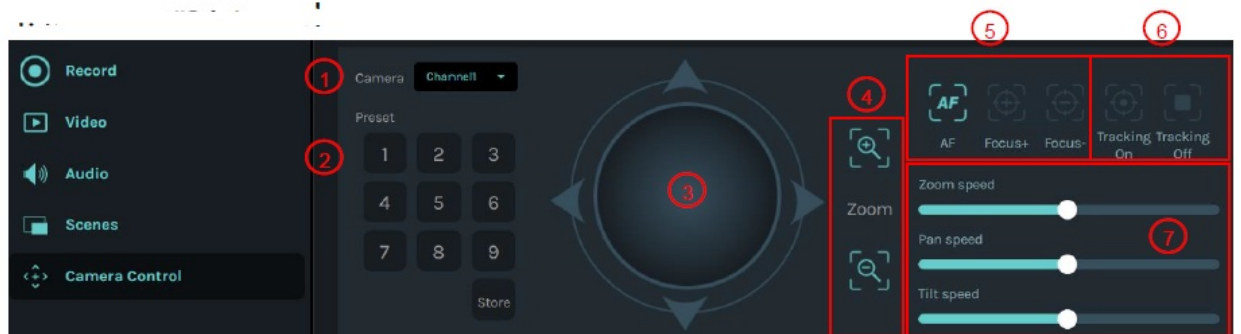 5
6
Record
Video
Audio
Scenes
Camera Control
1
Camera
Channel1
Preset
2
1 2 3
4 5 6
7 8 9
Store
3
4
Zoom
AF
AF Focus+ Focus- Tracking On Tracking Off
Zoom speed
7
Pan speed
Tilt speed